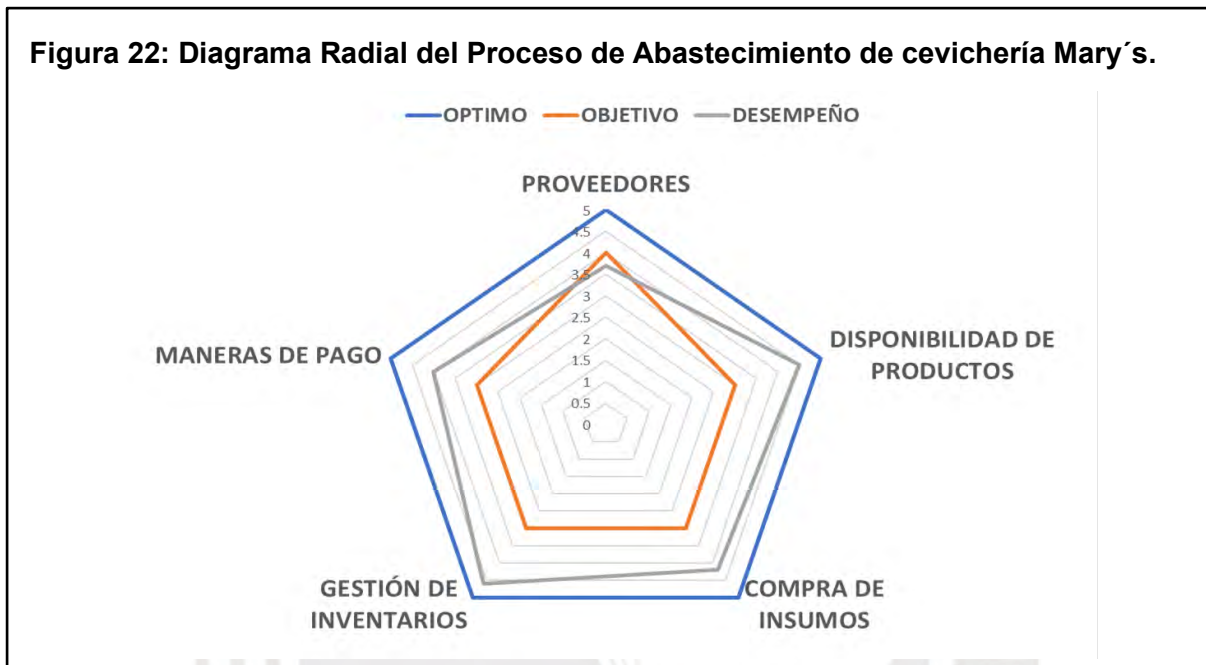 Figura 22: Diagrama Radial del Proceso de Abastecimiento de cevichería Mary´s.
OPTIMO OBJETIVO DESEMPEÑO
PROVEEDORES
5
4.5
4
3.5
3
2.5
2
1.5
1
0.5
0
DISPONIBILIDAD DE
PRODUCTOS
COMPRA DE
INSUMOS
GESTIÓN DE
INVENTARIOS
MANERAS DE PAGO